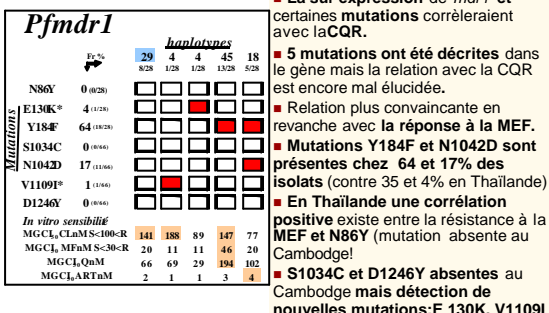 Pfmdr1
haplotypes
Fr % 29 4 4 45 18
8/28 1/28 1/28 13/28 5/28
Mutations
N86Y 0 (0/28)
E130K* 4 (1/28)
Y184F 64 (18/28)
S1034C 0 (0/66)
N1042D 17 (11/66)
V1109I* 1 (1/66)
D1246Y 0 (0/66)
In vitro sensibilié
MGCI50CLnM S<100<R 141 188 89 147 77
MGCI50 MFnM S<30<R 20 11 11 46 20
MGCI50QnM 66 69 29 194 102
MGCI50ARTnM 2 1 1 3 4
■ La sur expression de mdr1 et
certaines mutations corrèleraient
avec laCQR.
■ 5 mutations ont été décrites dans
le gène mais la relation avec la CQR
est encore mal élucidée.
■ Relation plus convaincante en
revanche avec la réponse à la MEF.
■ Mutations Y184F et N1042D sont
présentes chez 64 et 17% des
isolats (contre 35 et 4% en Thaïlande)
■ En Thaïlande une corrélation
positive existe entre la résistance à la
MEF et N86Y (mutation absente au
Cambodge!
■ S1034C et D1246Y absentes au
Cambodge mais détection de
nouvelles mutations:E 130K, V1109I